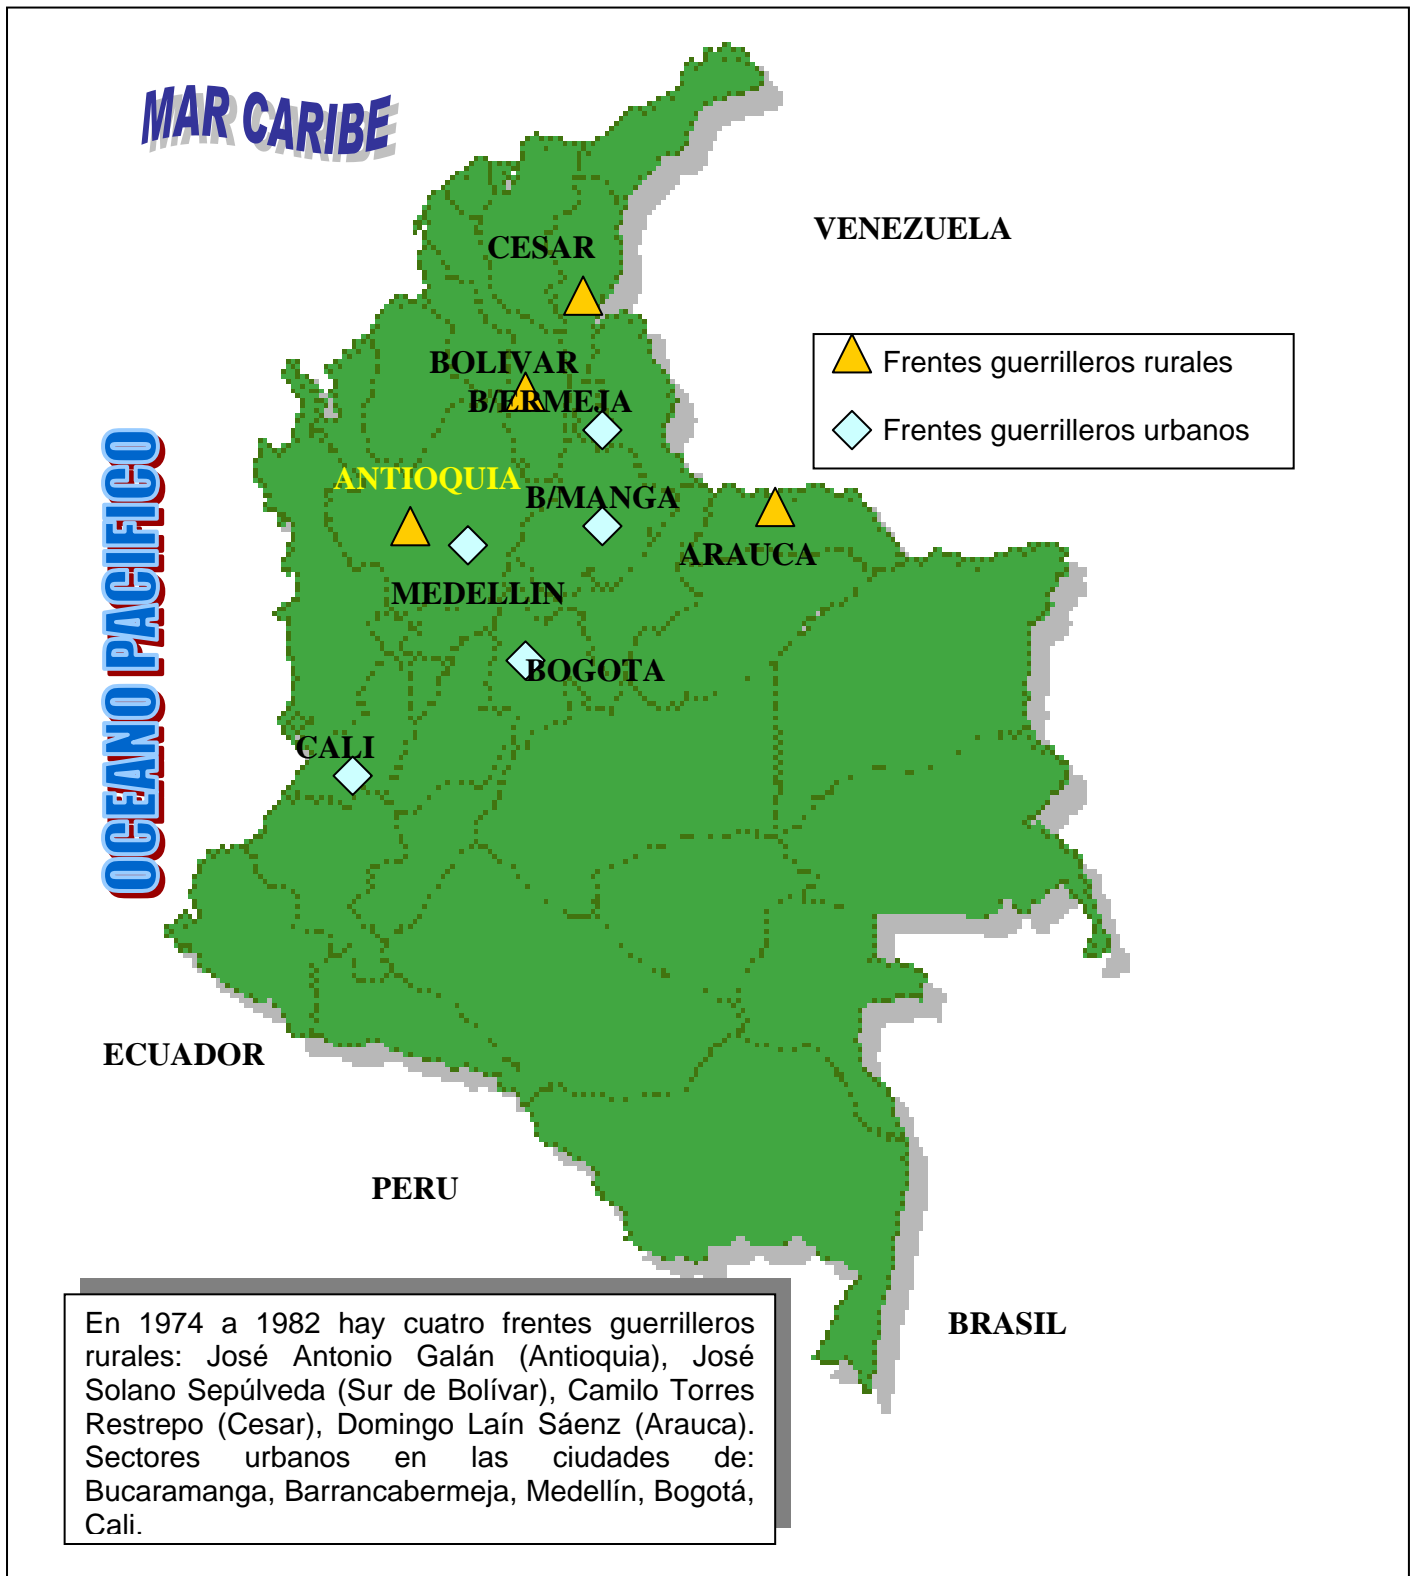 MAR CARIBE
VENEZUELA
CESAR
Frentes guerrilleros rurales
Frentes guerrilleros urbanos
BOLIVAR
B/ERMEJA
ANTIOQUIA
B/MANGA
ARAUCA
MEDELLIN
BOGOTA
CALI
OCEANO PACIFICO
ECUADOR
PERU
BRASIL
En 1974 a 1982 hay cuatro frentes guerrilleros
rurales: José Antonio Galán (Antioquia), José
Solano Sepúlveda (Sur de Bolívar), Camilo Torres
Restrepo (Cesar), Domingo Laín Sáenz (Arauca).
Sectores urbanos en las ciudades de:
Bucaramanga, Barrancabermeja, Medellín, Bogotá,
Cali.